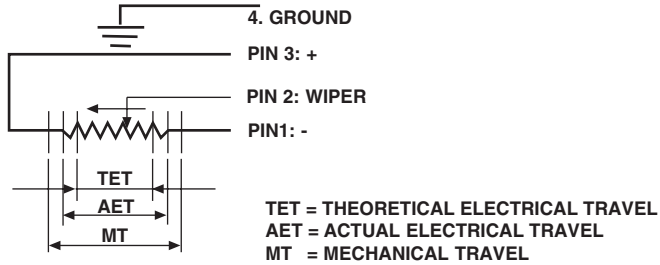 4. GROUND
PIN 3: +
PIN 2: WIPER
PIN1: -
TET
AET
MT
TET = THEORETICAL ELECTRICAL TRAVEL
AET = ACTUAL ELECTRICAL TRAVEL
MT = MECHANICAL TRAVEL